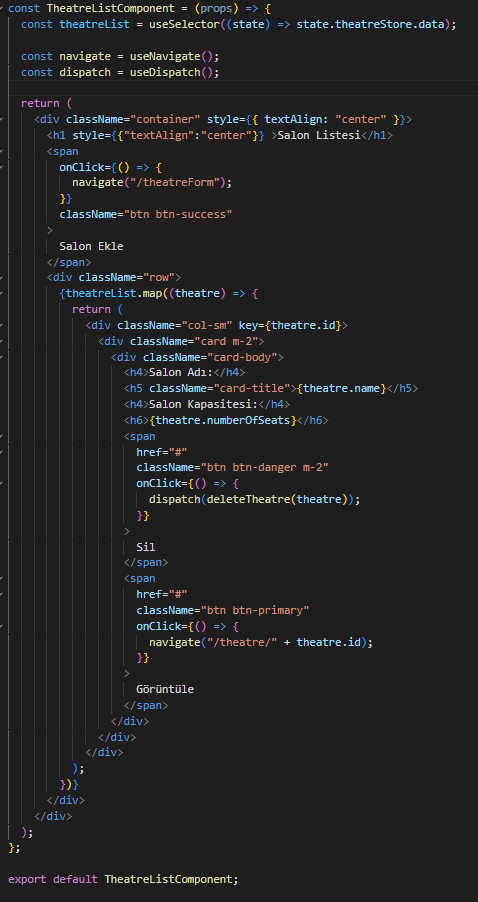 const TheatreListComponent = (props) => {
  const theatreList = useSelector((state) => state.theatreStore.data);

  const navigate = useNavigate();
  const dispatch = useDispatch();

  return (
    <div className="container" style={{ textAlign: "center" }}>
      <h1 style={{"textAlign":"center"}} >Salon Listesi</h1>
      <span
        onClick={() => {
          navigate("/theatreForm");
        }}
        className="btn btn-success"
      >
        Salon Ekle
      </span>
      <div className="row">
        {theatreList.map((theatre) => {
          return (
            <div className="col-sm" key={theatre.id}>
              <div className="card m-2">
                <div className="card-body">
                  <h4>Salon Adı:</h4>
                  <h5 className="card-title">{theatre.name}</h5>
                  <h4>Salon Kapasitesi:</h4>
                  <h6>{theatre.numberOfSeats}</h6>
                  <span
                    href="#"
                    className="btn btn-danger m-2"
                    onClick={() => {
                      dispatch(deleteTheatre(theatre));
                    }}
                  >
                    Sil
                  </span>
                  <span
                    href="#"
                    className="btn btn-primary"
                    onClick={() => {
                      navigate("/theatre/" + theatre.id);
                    }}
                  >
                    Görüntüle
                  </span>
                </div>
              </div>
            </div>
          );
        })}
      </div>
    </div>
  );
};

export default TheatreListComponent;